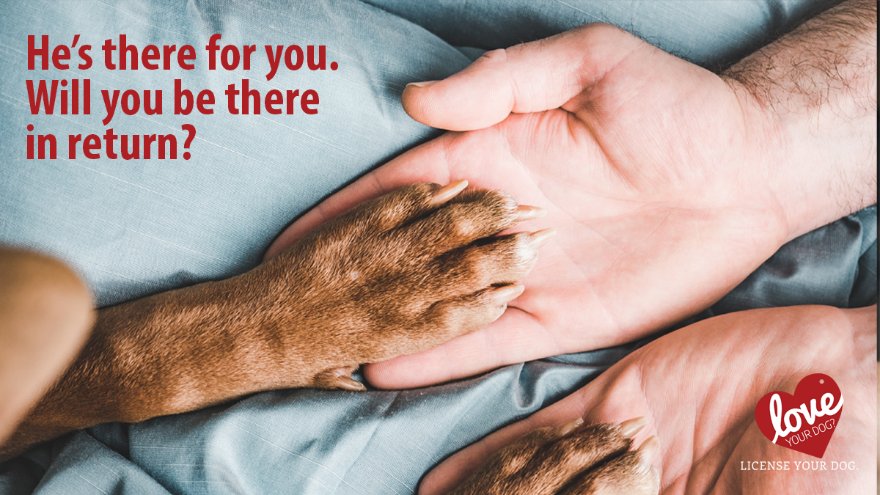 He’s there for you.
Will you be there
in return?
love
YOUR DOG?
LICENSE YOUR DOG.